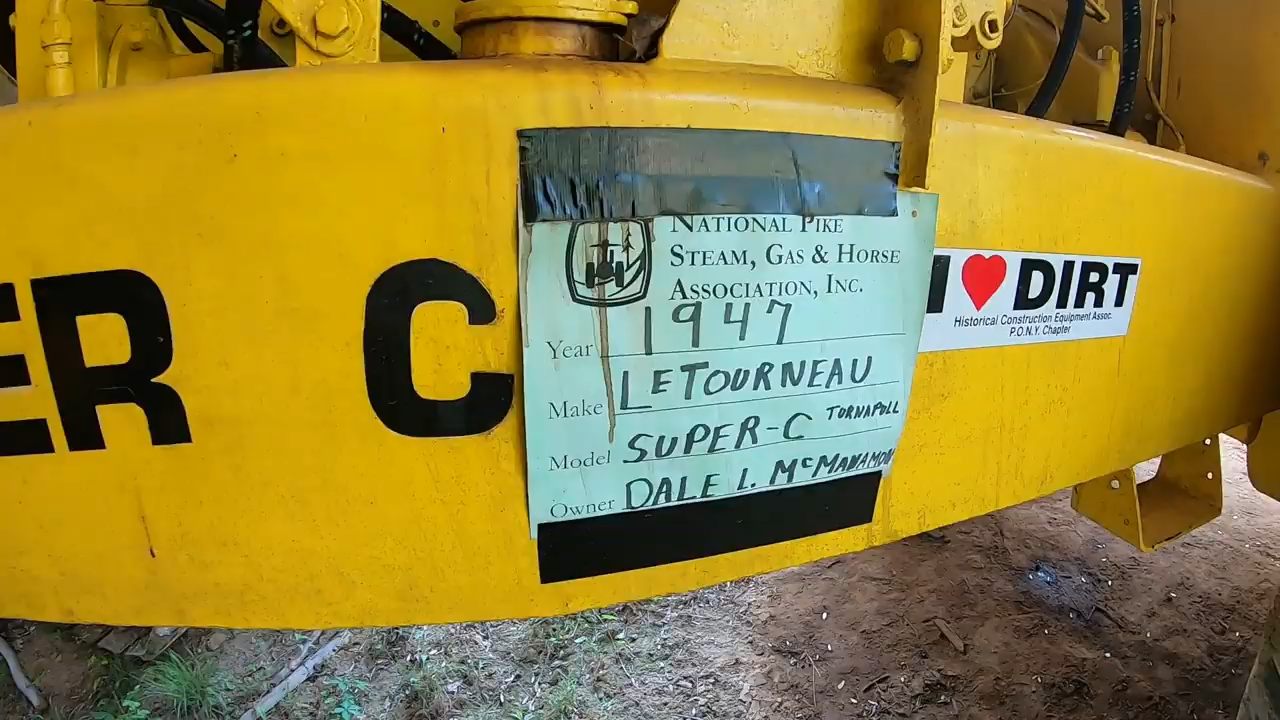 ER C
NATIONAL PIKE
STEAM, GAS & HORSE
ASSOCIATION, INC.
Year 1947
Make LETOURNEAU
Model SUPER-C TORNAPULL
Owner DALE L. McMANAMON
I ♥ DIRT
Historical Construction Equipment Assoc.
P.O.N.Y. Chapter